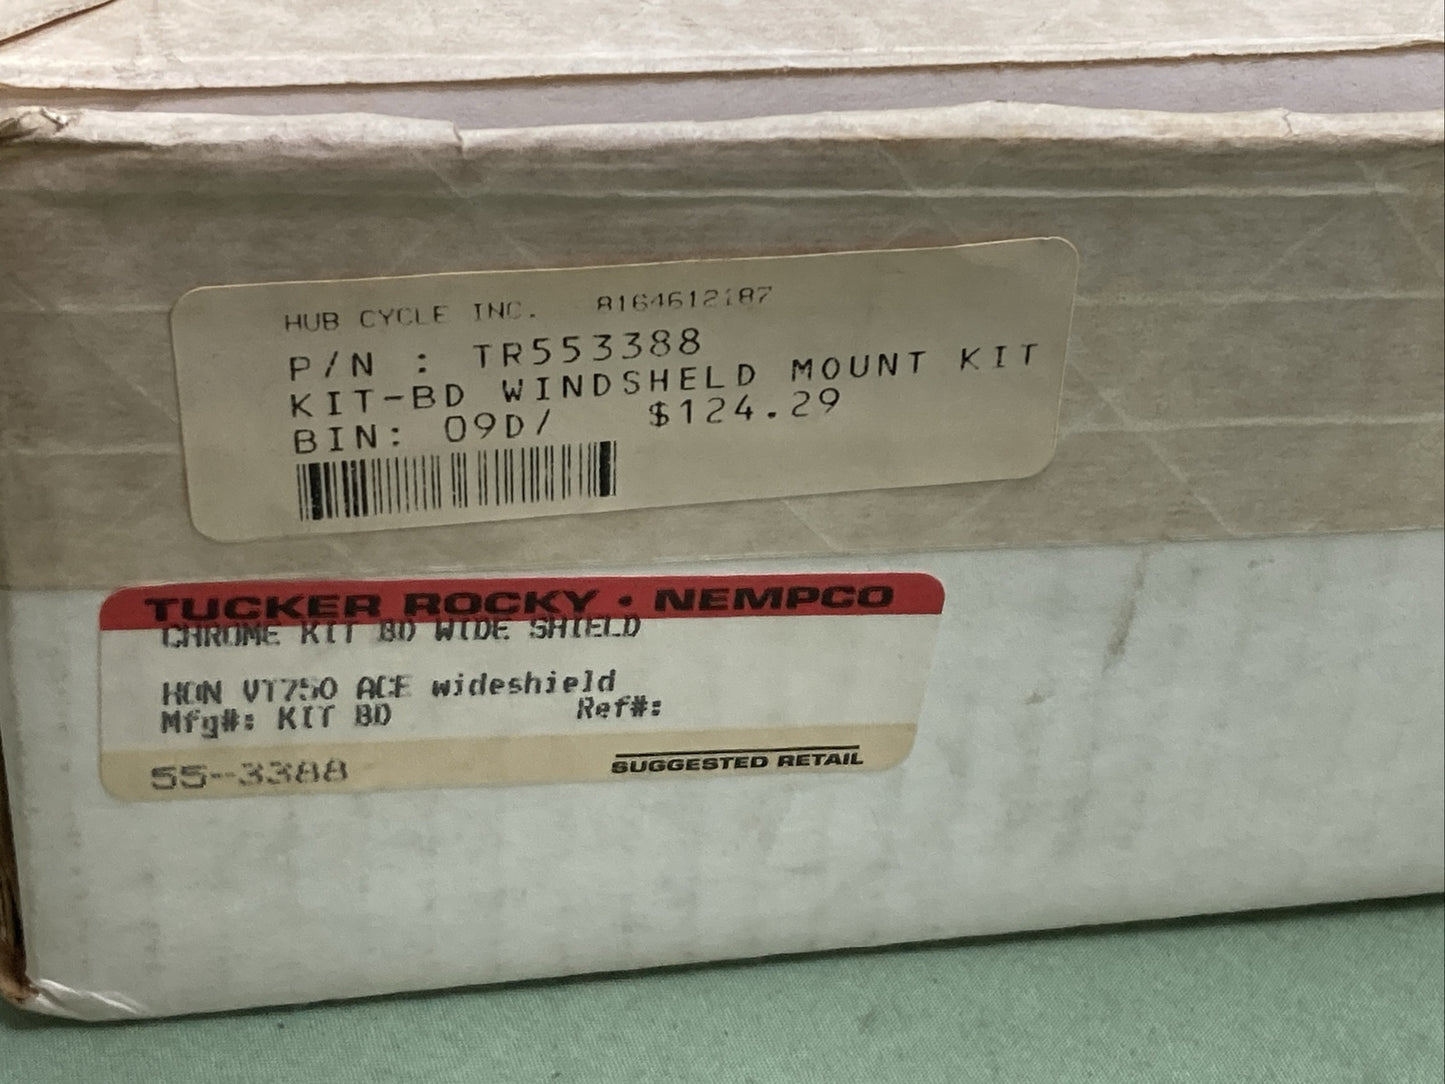 HUB CYCLE INC. 8164612187
P/N : TR553388
KIT-BD WINDSHELD MOUNT KIT
BIN: 09D/ $124.29
TUCKER ROCKY • NEMPCO
CHROME KIT BD WIDE SHIELD
HON VT750 ACE wideshield
Mfg#: KIT BD Ref#:
55-3388
SUGGESTED RETAIL